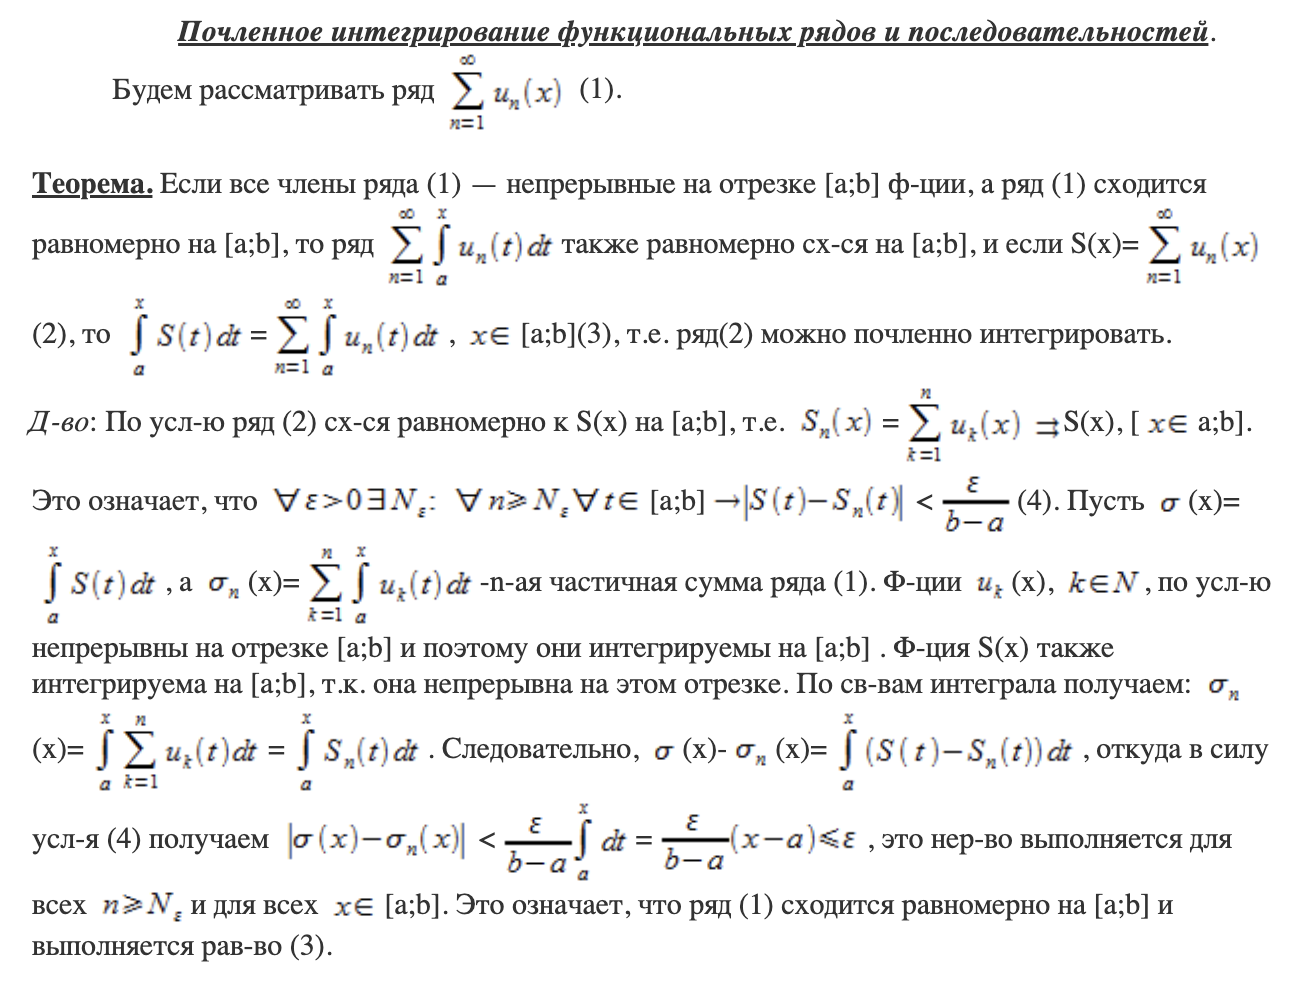 Почленное интегрирование функциональных рядов и последовательностей.
Будем рассматривать ряд $\sum_{n=1}^{\infty} u_n(x)$ (1).
Теорема. Если все члены ряда (1) — непрерывные на отрезке [a;b] ф-ции, а ряд (1) сходится
равномерно на [a;b], то ряд $\sum_{n=1}^{\infty} \int_a^x u_n(t)dt$ также равномерно сх-ся на [a;b], и если S(x)= $\sum_{n=1}^{\infty} u_n(x)$
(2), то $\int_a^x S(t)dt = \sum_{n=1}^{\infty} \int_a^x u_n(t)dt$ , $x \in$ [a;b](3), т.е. ряд(2) можно почленно интегрировать.
Д-во: По усл-ю ряд (2) сх-ся равномерно к S(x) на [a;b], т.е. $S_n(x) = \sum_{k=1}^{n} u_k(x) \rightrightarrows$ S(x), [ $x \in$ a;b].
Это означает, что $\forall \varepsilon > 0 \exists N_\varepsilon: \forall n \geqslant N_\varepsilon \forall t \in$ [a;b] $\to |S(t) - S_n(t)| < \frac{\varepsilon}{b-a}$ (4). Пусть $\sigma$ (x)=
$\int_a^x S(t)dt$ , а $\sigma_n$ (x)= $\sum_{k=1}^{n} \int_a^x u_k(t)dt$ -n-ая частичная сумма ряда (1). Ф-ции $u_k$ (x), $k \in N$ , по усл-ю
непрерывны на отрезке [a;b] и поэтому они интегрируемы на [a;b] . Ф-ция S(x) также
интегрируема на [a;b], т.к. она непрерывна на этом отрезке. По св-вам интеграла получаем: $\sigma_n$
(x)= $\int_a^x \sum_{k=1}^{n} u_k(t)dt = \int_a^x S_n(t)dt$ . Следовательно, $\sigma$ (x)- $\sigma_n$ (x)= $\int_a^x (S(t) - S_n(t))dt$ , откуда в силу
усл-я (4) получаем $|\sigma(x) - \sigma_n(x)| < \frac{\varepsilon}{b-a} \int_a^x dt = \frac{\varepsilon}{b-a}(x-a) \leqslant \varepsilon$ , это нер-во выполняется для
всех $n \geqslant N_\varepsilon$ и для всех $x \in$ [a;b]. Это означает, что ряд (1) сходится равномерно на [a;b] и
выполняется рав-во (3).